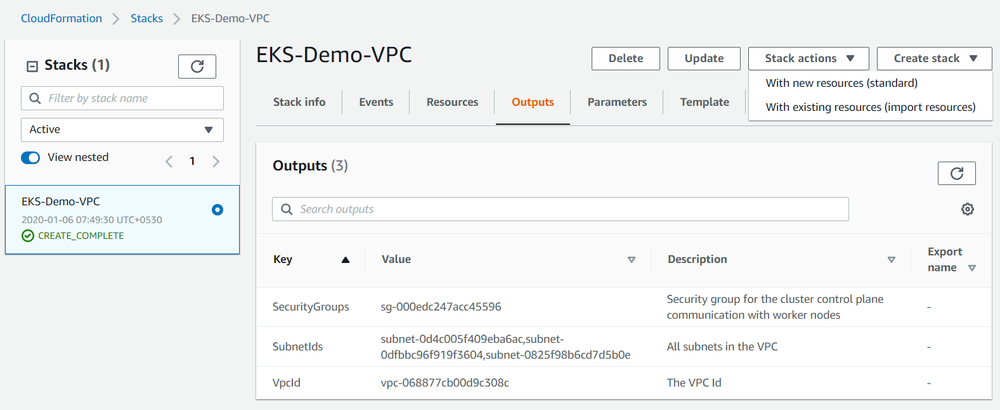 CloudFormation > Stacks > EKS-Demo-VPC
Stacks (1)
Filter by stack name
Active
View nested
1
EKS-Demo-VPC
2020-01-06 07:49:30 UTC+0530
CREATE_COMPLETE
EKS-Demo-VPC
Delete
Update
Stack actions
Create stack
With new resources (standard)
With existing resources (import resources)
Stack info
Events
Resources
Outputs
Parameters
Template
Outputs (3)
Search outputs
Key
Value
Description
Export
name
SecurityGroups
sg-000edc247acc45596
Security group for the cluster control plane
communication with worker nodes
-
SubnetIds
subnet-0d4c005f409eba6ac,subnet-
0dfbbc96f919f3604,subnet-0825f98b6cd7d5b0e
All subnets in the VPC
-
VpcId
vpc-068877cb00d9c308c
The VPC Id
-